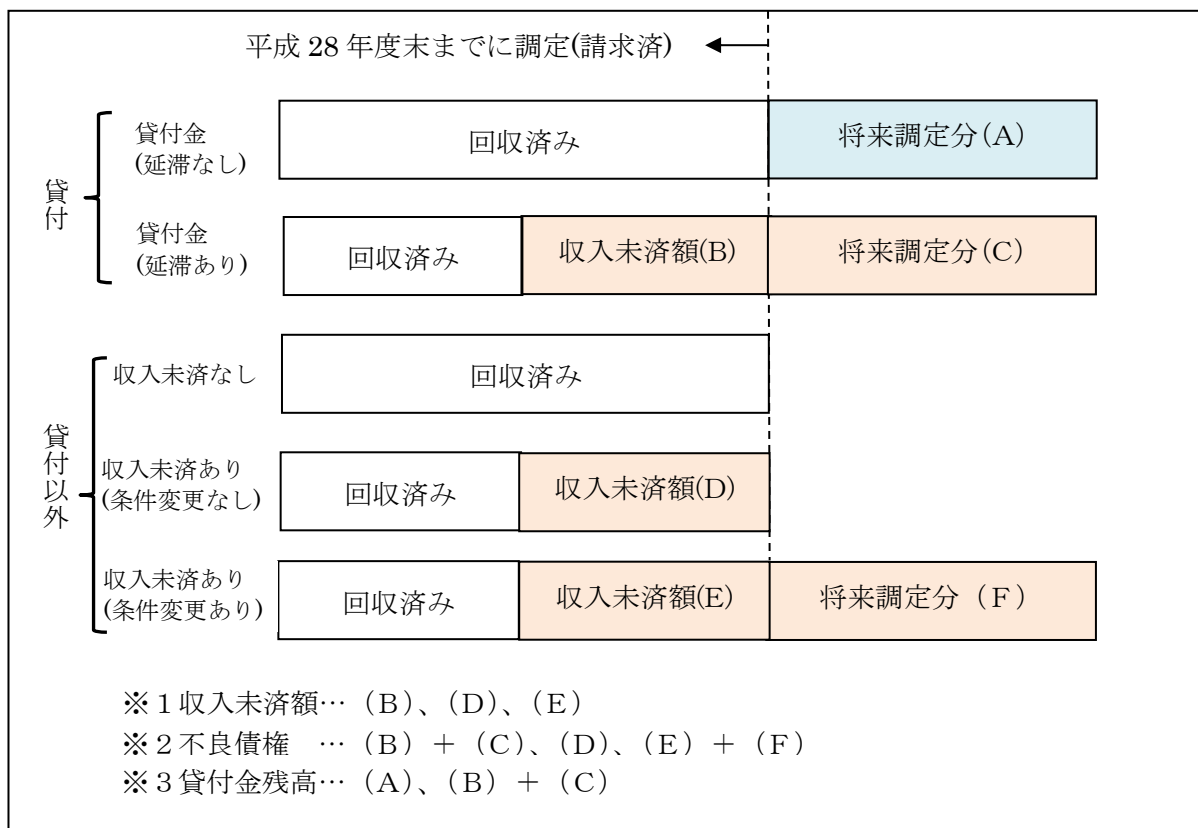 平成 28 年度末までに調定(請求済)
貸付
貸付金
(延滞なし)
回収済み
将来調定分(A)
貸付金
(延滞あり)
回収済み
収入未済額(B)
将来調定分(C)
貸付以外
収入未済なし
回収済み
収入未済あり
(条件変更なし)
回収済み
収入未済額(D)
収入未済あり
(条件変更あり)
回収済み
収入未済額(E)
将来調定分（F）
※１収入未済額…（B）、（D）、（E）
※２不良債権　…（B）＋（C）、（D）、（E）＋（F）
※３貸付金残高…（A）、（B）＋（C）